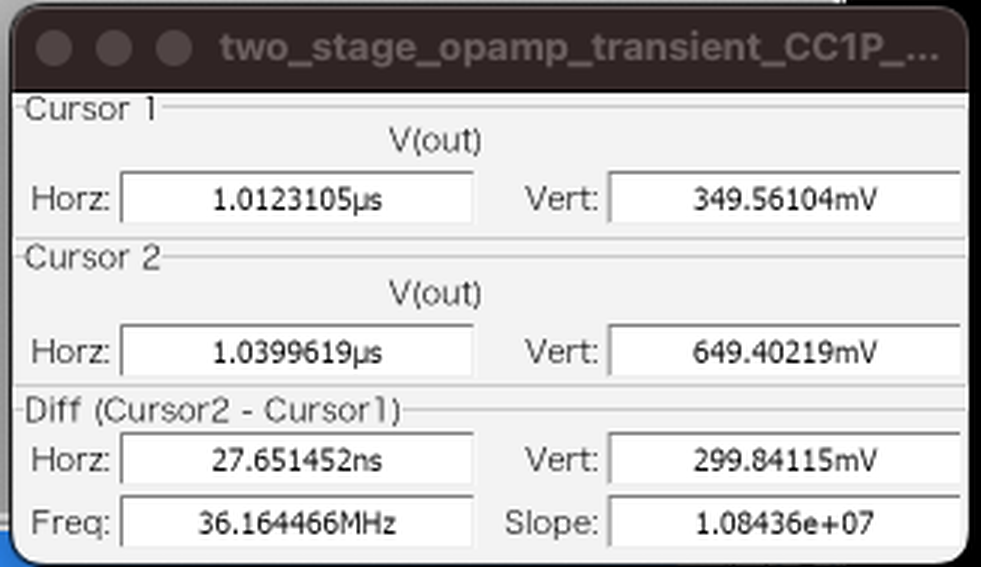 two_stage_opamp_transient_CC1P_...
Cursor 1
V(out)
Horz: 1.0123105µs Vert: 349.56104mV
Cursor 2
V(out)
Horz: 1.0399619µs Vert: 649.40219mV
Diff (Cursor2 - Cursor1)
Horz: 27.651452ns Vert: 299.84115mV
Freq: 36.164466MHz Slope: 1.08436e+07